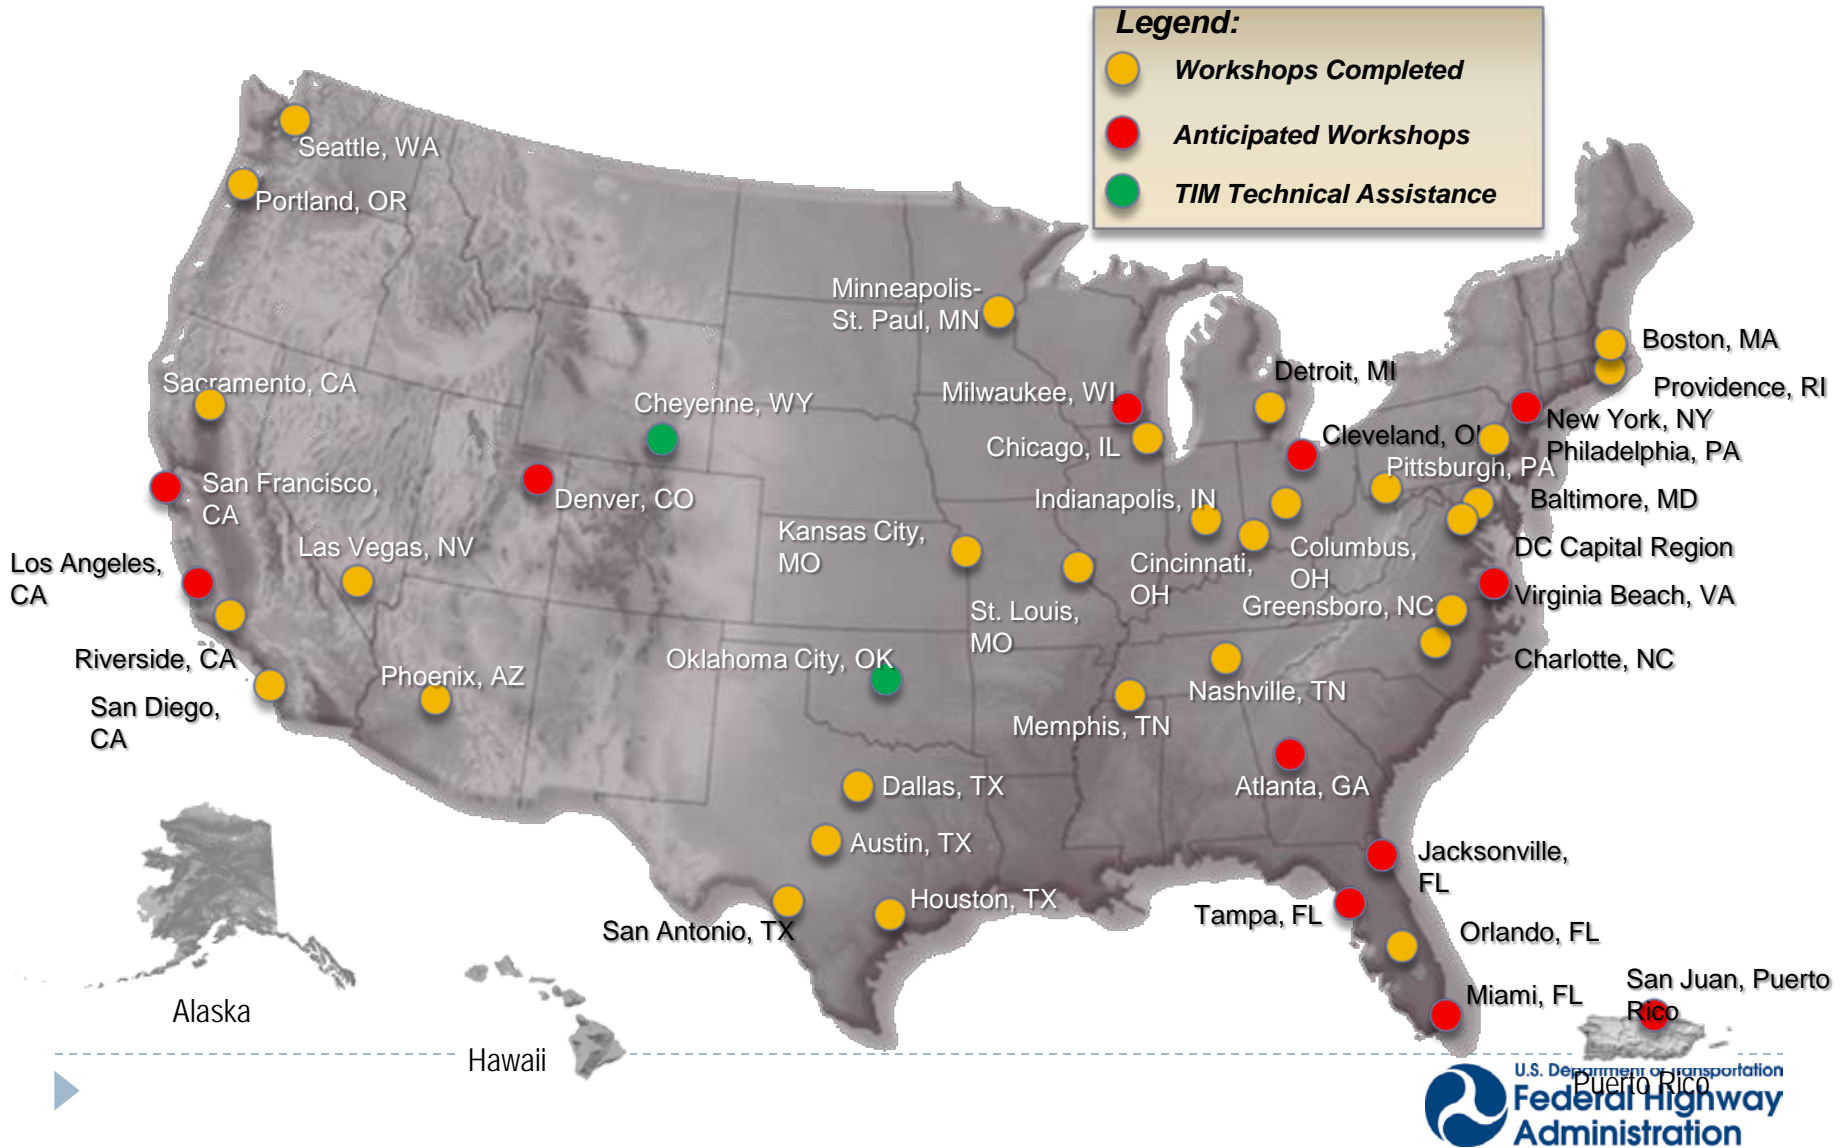 Legend:
Workshops Completed
Anticipated Workshops
TIM Technical Assistance
Seattle, WA
Portland, OR
Minneapolis-
St. Paul, MN
Boston, MA
Detroit, MI
Providence, RI
Sacramento, CA
Cheyenne, WY
Milwaukee, WI
New York, NY
Chicago, IL
Cleveland, OH
Philadelphia, PA
Pittsburgh, PA
San Francisco,
CA
Denver, CO
Indianapolis, IN
Baltimore, MD
Kansas City,
MO
Las Vegas, NV
Cincinnati,
OH
Columbus,
OH
DC Capital Region
Los Angeles,
CA
St. Louis,
MO
Greensboro, NC
Virginia Beach, VA
Riverside, CA
Oklahoma City, OK
Charlotte, NC
Phoenix, AZ
Nashville, TN
San Diego,
CA
Memphis, TN
Dallas, TX
Atlanta, GA
Austin, TX
Jacksonville,
FL
Houston, TX
Tampa, FL
San Antonio, TX
Orlando, FL
San Juan, Puerto
Rico
Miami, FL
Alaska
Hawaii
Puerto Rico
U.S. Department of Transportation
Federal Highway
Administration